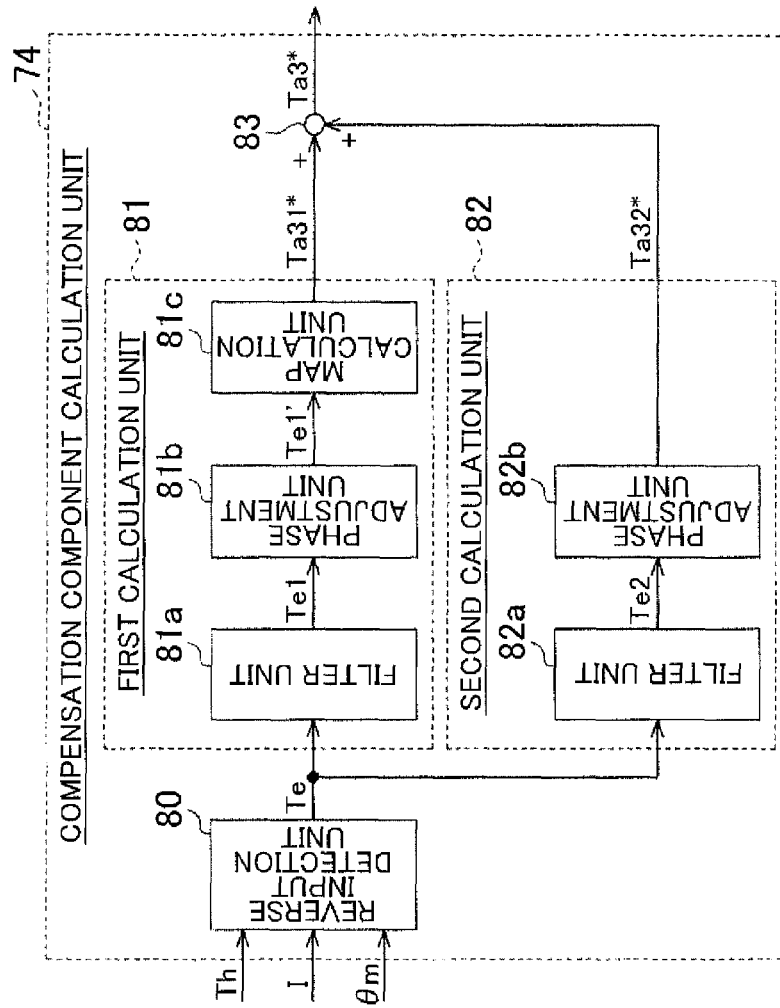 74
COMPENSATION COMPONENT CALCULATION UNIT
81
FIRST CALCULATION UNIT
80
81a
81b
81c
83
Th
I
θm
REVERSE
INPUT
DETECTION
UNIT
Te
FILTER UNIT
Te1
PHASE
ADJUSTMENT
UNIT
Te1'
MAP
CALCULATION
UNIT
Ta31*
+
+
Ta3*
82
SECOND CALCULATION UNIT
82a
82b
FILTER UNIT
Te2
PHASE
ADJUSTMENT
UNIT
Ta32*